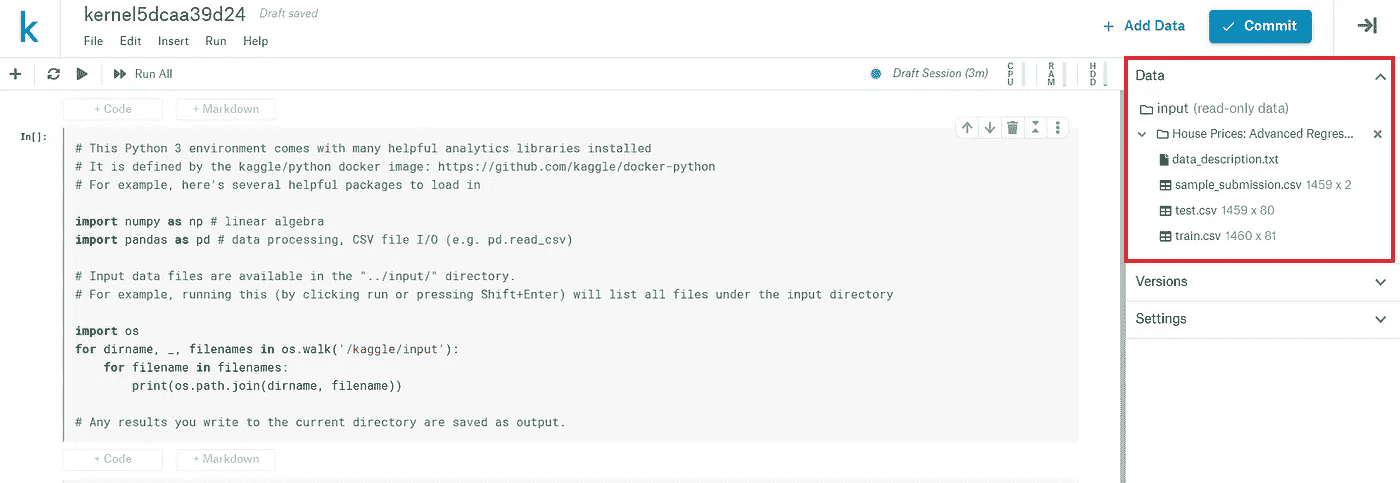 k
kernel5dcaa39d24 Draft saved
File Edit Insert Run Help
+ Add Data
✓ Commit
Run All
Draft Session (3m)
CPU
RAM
HDD
+ Code + Markdown
In[]:
# This Python 3 environment comes with many helpful analytics libraries installed
# It is defined by the kaggle/python docker image: https://github.com/kaggle/docker-python
# For example, here's several helpful packages to load in
import numpy as np # linear algebra
import pandas as pd # data processing, CSV file I/O (e.g. pd.read_csv)
# Input data files are available in the "../input/" directory.
# For example, running this (by clicking run or pressing Shift+Enter) will list all files under the input directory
import os
for dirname, _, filenames in os.walk('/kaggle/input'):
    for filename in filenames:
        print(os.path.join(dirname, filename))
# Any results you write to the current directory are saved as output.
+ Code + Markdown
Data
input (read-only data)
House Prices: Advanced Regres...
data_description.txt
sample_submission.csv 1459 x 2
test.csv 1459 x 80
train.csv 1460 x 81
Versions
Settings